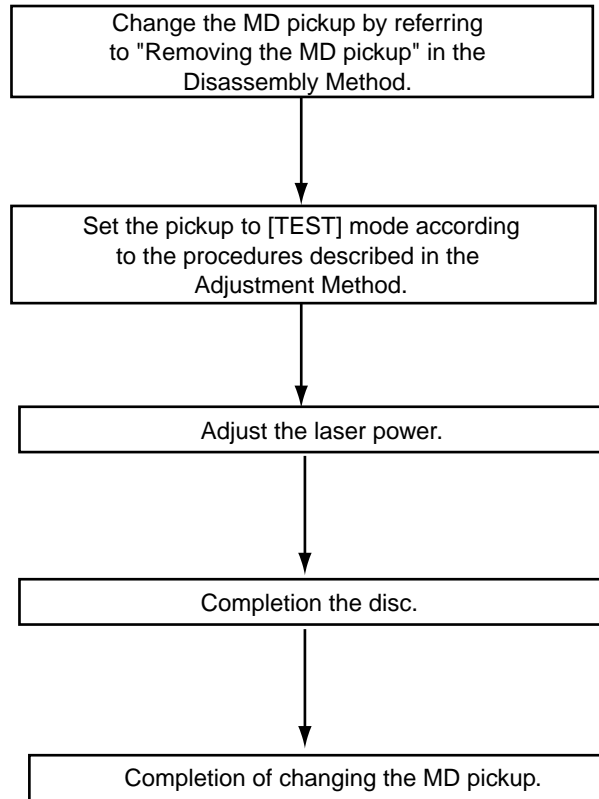 Change the MD pickup by referring
to "Removing the MD pickup" in the
Disassembly Method.
Set the pickup to [TEST] mode according
to the procedures described in the
Adjustment Method.
Adjust the laser power.
Completion the disc.
Completion of changing the MD pickup.